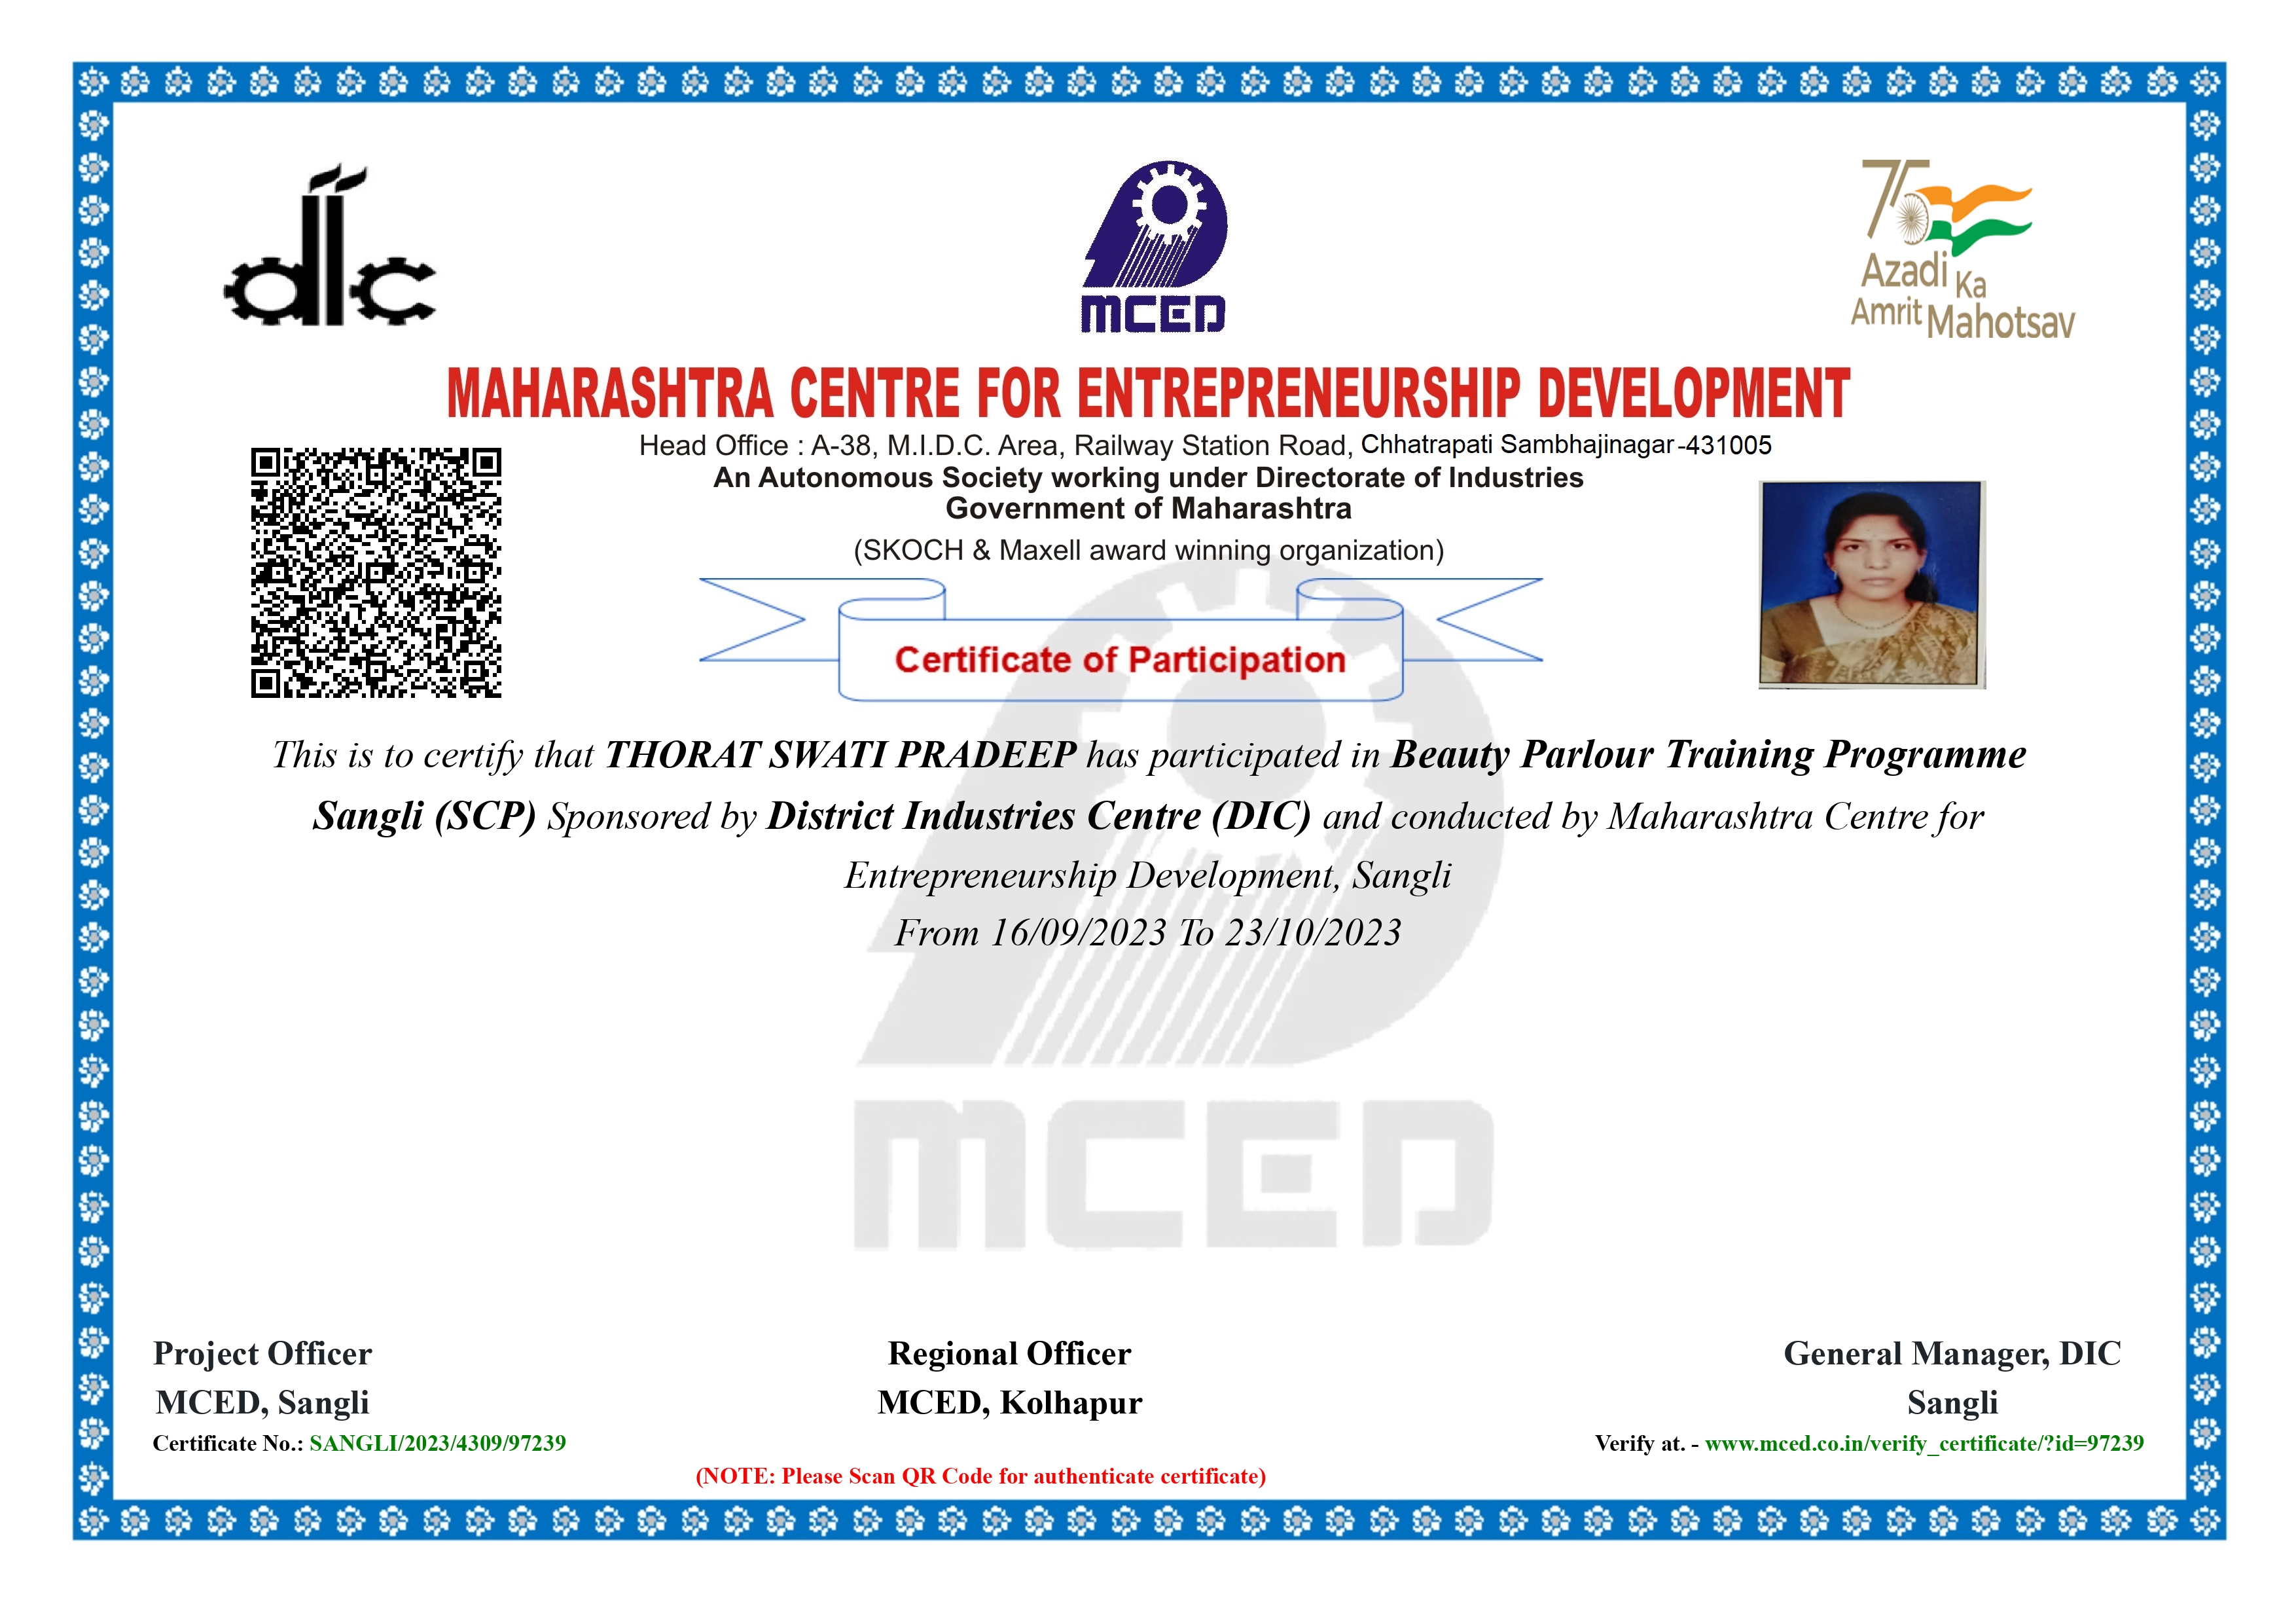 dic
MCED
75
Azadi Ka
Amrit Mahotsav
MAHARASHTRA CENTRE FOR ENTREPRENEURSHIP DEVELOPMENT
Head Office : A-38, M.I.D.C. Area, Railway Station Road, Chhatrapati Sambhajinagar-431005
An Autonomous Society working under Directorate of Industries
Government of Maharashtra
(SKOCH & Maxell award winning organization)
Certificate of Participation
This is to certify that THORAT SWATI PRADEEP has participated in Beauty Parlour Training Programme
Sangli (SCP) Sponsored by District Industries Centre (DIC) and conducted by Maharashtra Centre for
Entrepreneurship Development, Sangli
From 16/09/2023 To 23/10/2023
MCED
Project Officer
MCED, Sangli
Regional Officer
MCED, Kolhapur
General Manager, DIC
Sangli
Certificate No.: SANGLI/2023/4309/97239
Verify at. - www.mced.co.in/verify_certificate/?id=97239
(NOTE: Please Scan QR Code for authenticate certificate)